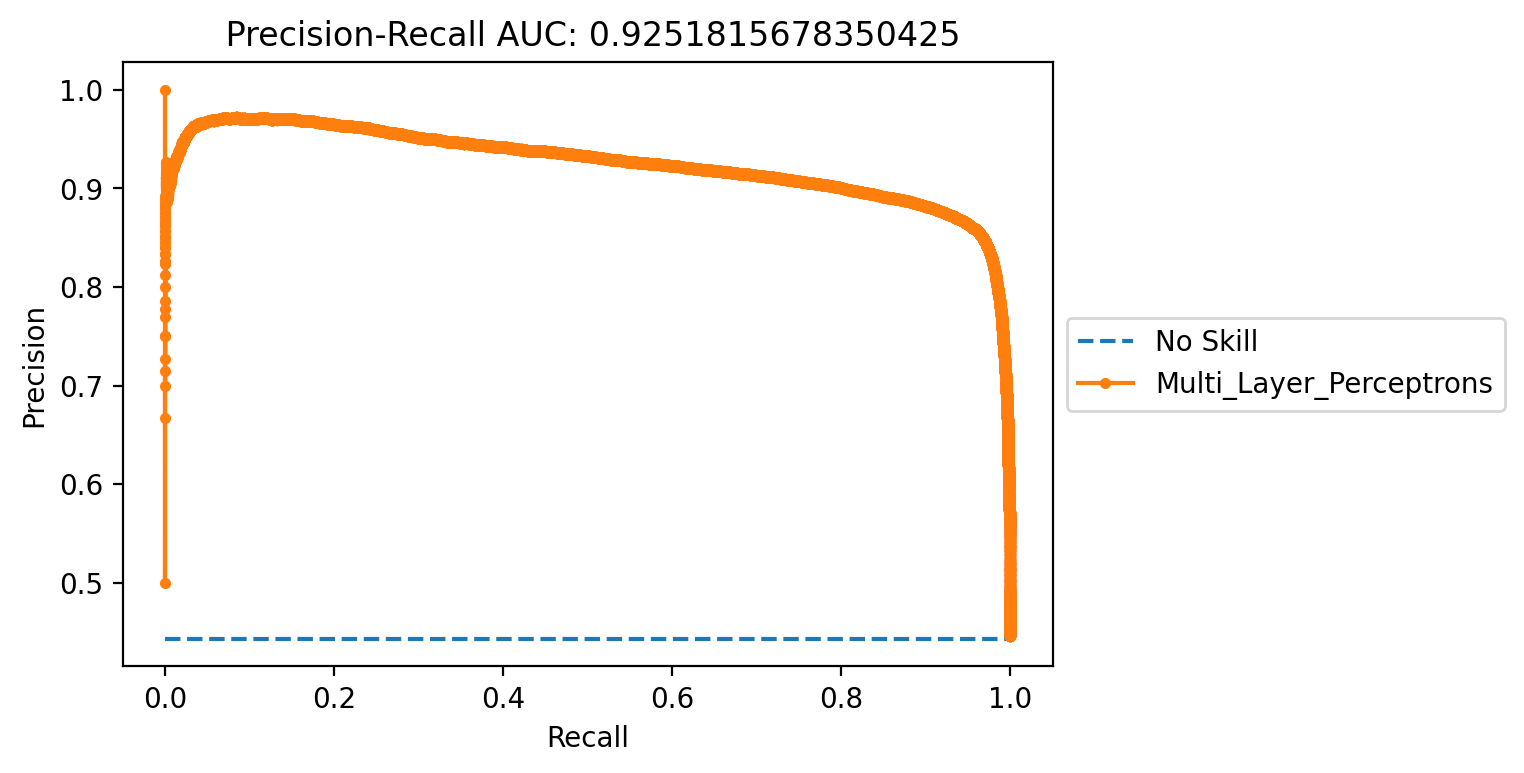 Precision-Recall AUC: 0.9251815678350425
1.0
0.9
0.8
0.7
0.6
0.5
Precision
0.0 0.2 0.4 0.6 0.8 1.0
Recall
No Skill
Multi_Layer_Perceptrons